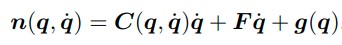 n(q, q̇) = C(q, q̇)q̇ + Fq̇ + g(q)